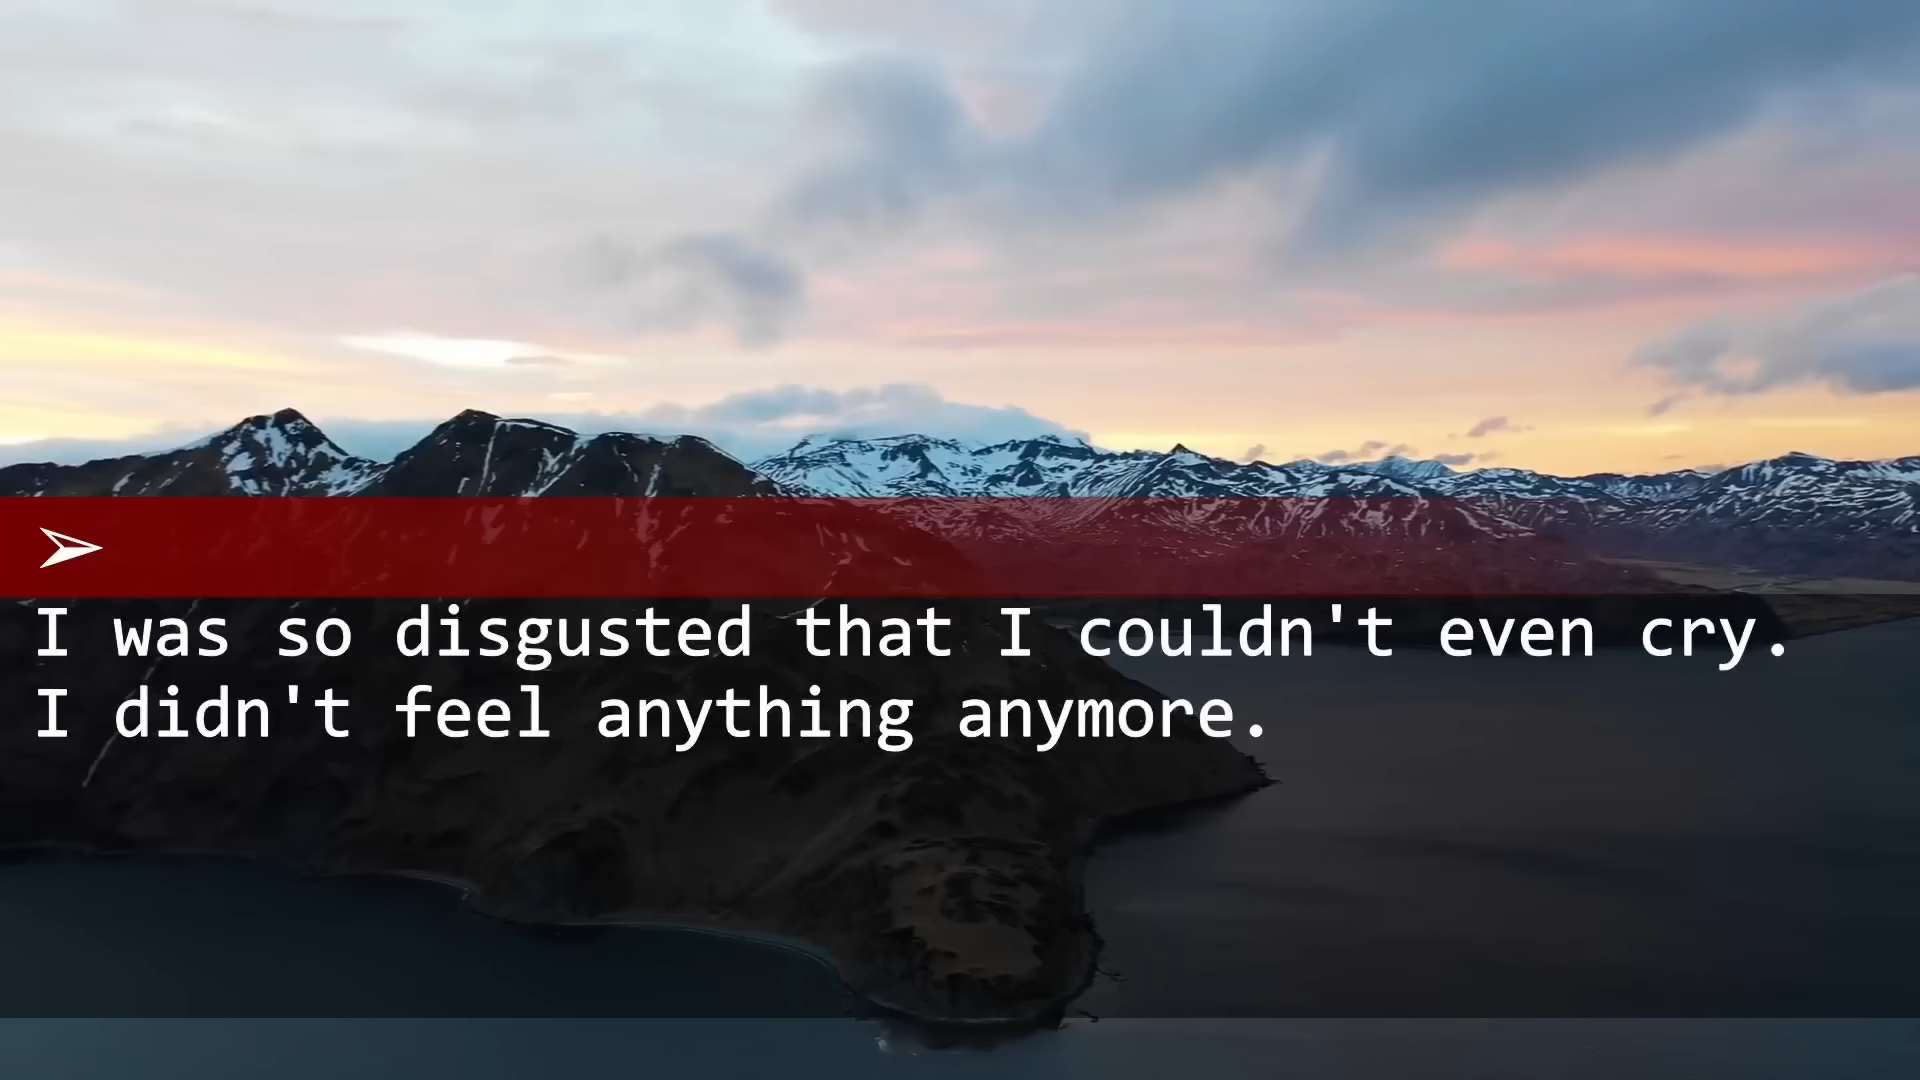 I was so disgusted that I couldn't even cry.
I didn't feel anything anymore.